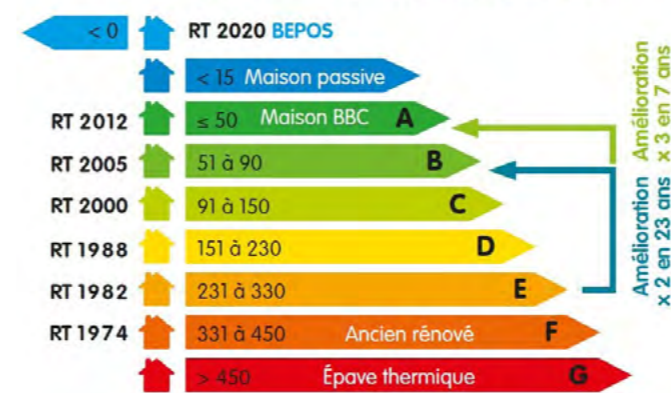 < 0 RT 2020 BEPOS
< 15 Maison passive
RT 2012 ≤ 50 Maison BBC A
RT 2005 51 à 90 B
RT 2000 91 à 150 C
RT 1988 151 à 230 D
RT 1982 231 à 330 E
RT 1974 331 à 450 Ancien rénové F
> 450 Épave thermique G
Amélioration
x 3 en 7 ans
Amélioration
x 2 en 23 ans